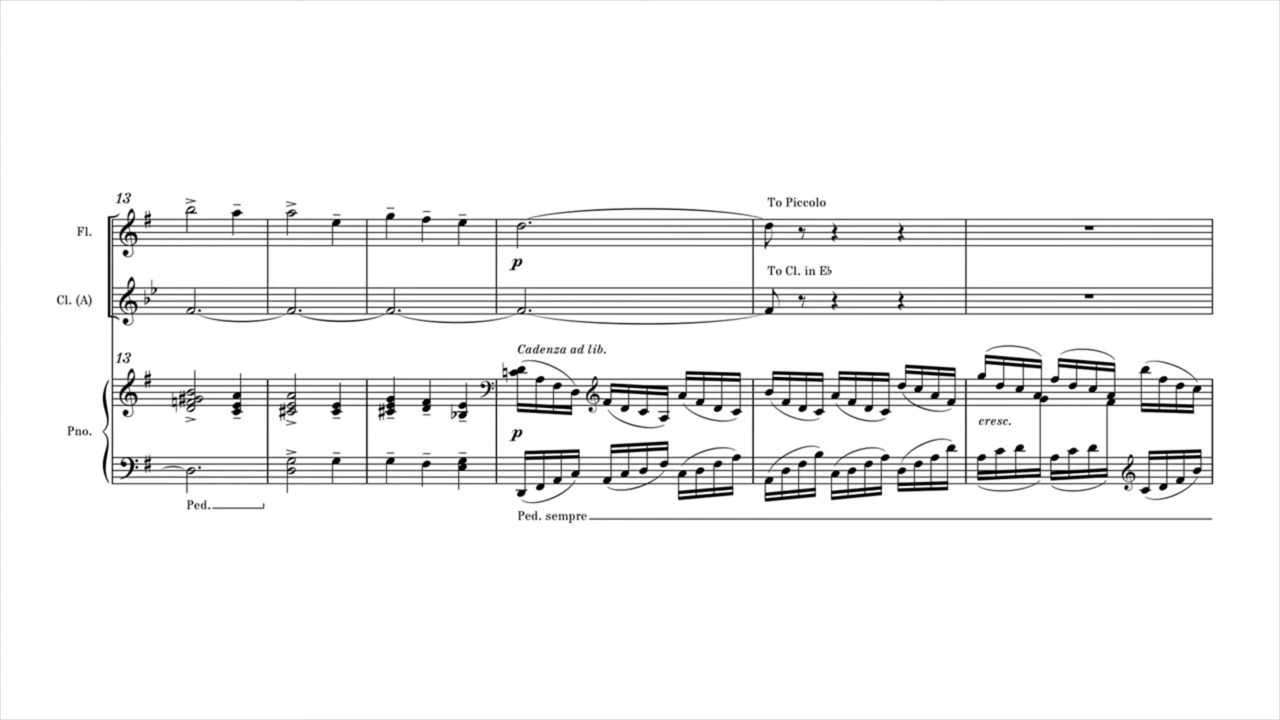 13
To Piccolo
Fl.
p
To Cl. in E♭
Cl. (A)
13
Cadenza ad lib.
Pno.
p
cresc.
Ped.
Ped. sempre